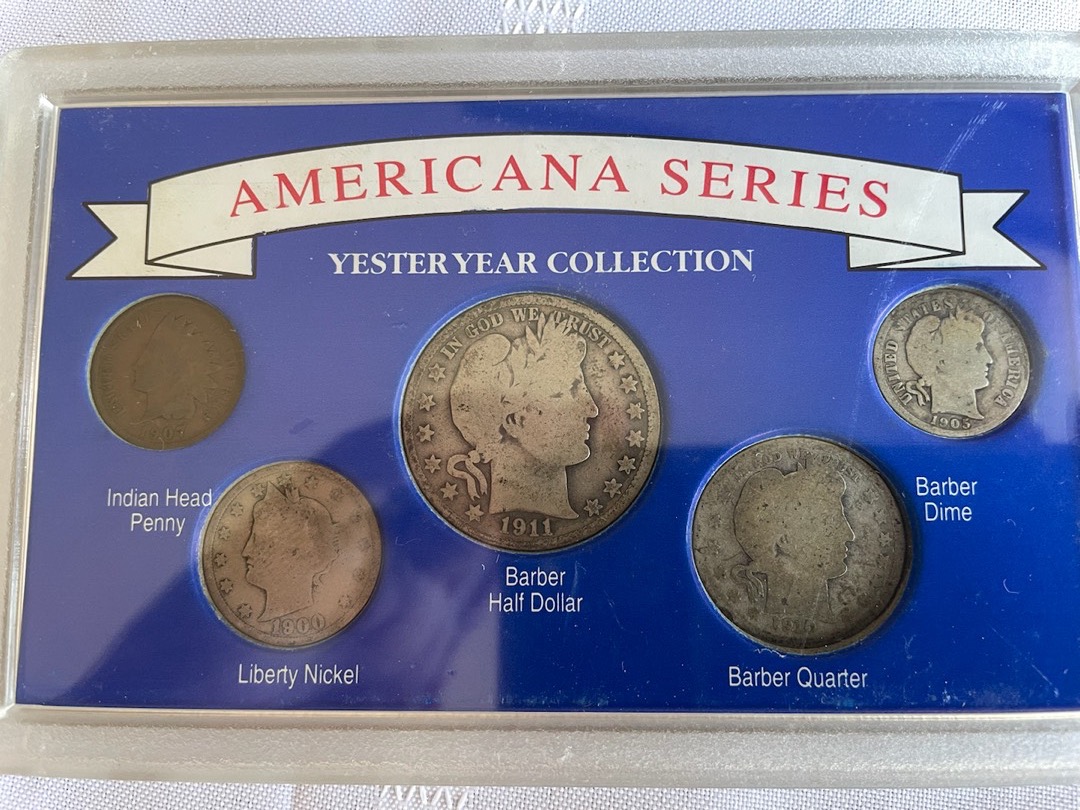 AMERICANA SERIES
YESTERYEAR COLLECTION
IN GOD WE TRUST
1911
UNITED STATES OF AMERICA
1905
Indian Head
Penny
1900
Barber
Half Dollar
Barber
Dime
Liberty Nickel
Barber Quarter